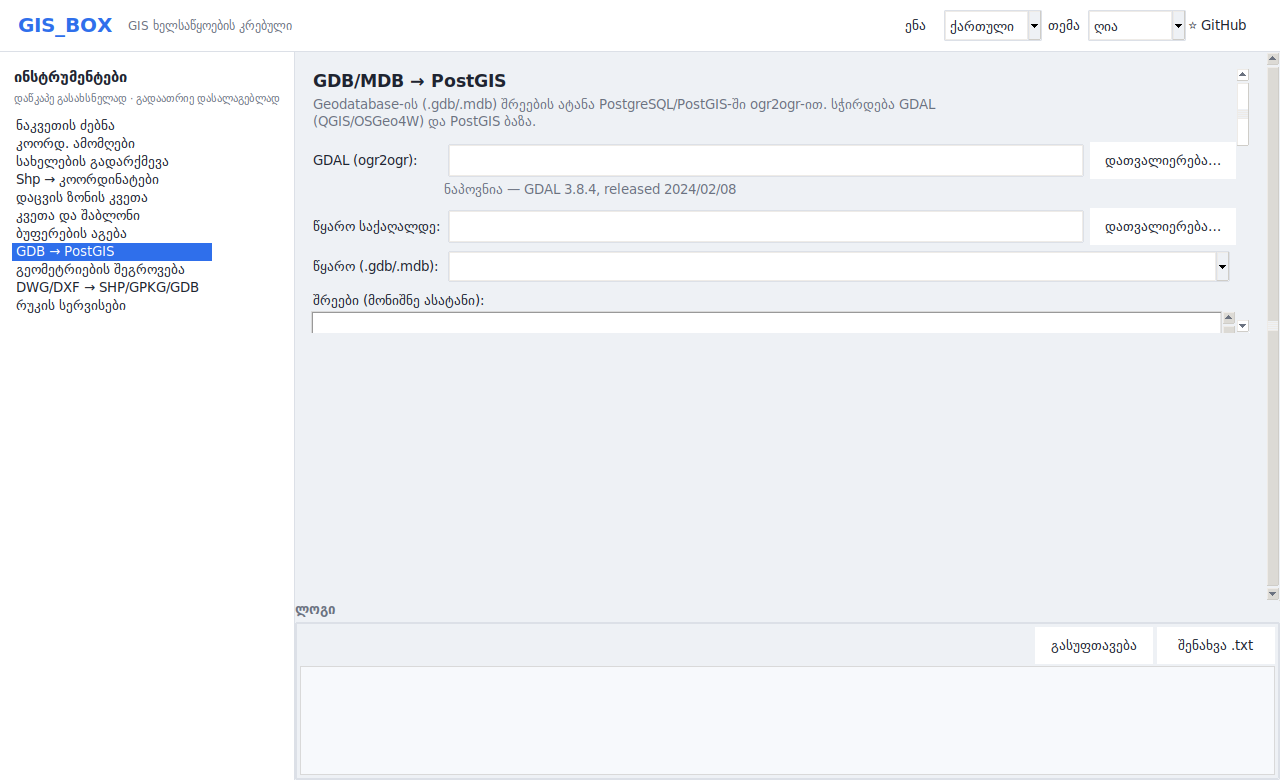 GIS_BOX GIS ხელსაწყოების კრებული ენა ქართული თემა ღია ☆ GitHub
ინსტრუმენტები
დაწკაპე გასახსნელად · გადაათრიე დასალაგებლად
ნაკვეთის ძებნა
კოორდ. ამომღები
სახელების გადარქმევა
Shp → კოორდინატები
დაცვის ზონის კვეთა
კვეთა და შაბლონი
ბუფერების აგება
GDB → PostGIS
გეომეტრიების შეგროვება
DWG/DXF → SHP/GPKG/GDB
რუკის სერვისები
GDB/MDB → PostGIS
Geodatabase-ის (.gdb/.mdb) შრეების ატანა PostgreSQL/PostGIS-ში ogr2ogr-ით. სჭირდება GDAL
(QGIS/OSGeo4W) და PostGIS ბაზა.
GDAL (ogr2ogr): დათვალიერება...
ნაპოვნია — GDAL 3.8.4, released 2024/02/08
წყარო საქაღალდე: დათვალიერება...
წყარო (.gdb/.mdb):
შრეები (მონიშნე ასატანი):
ლოგი
გასუფთავება შენახვა .txt